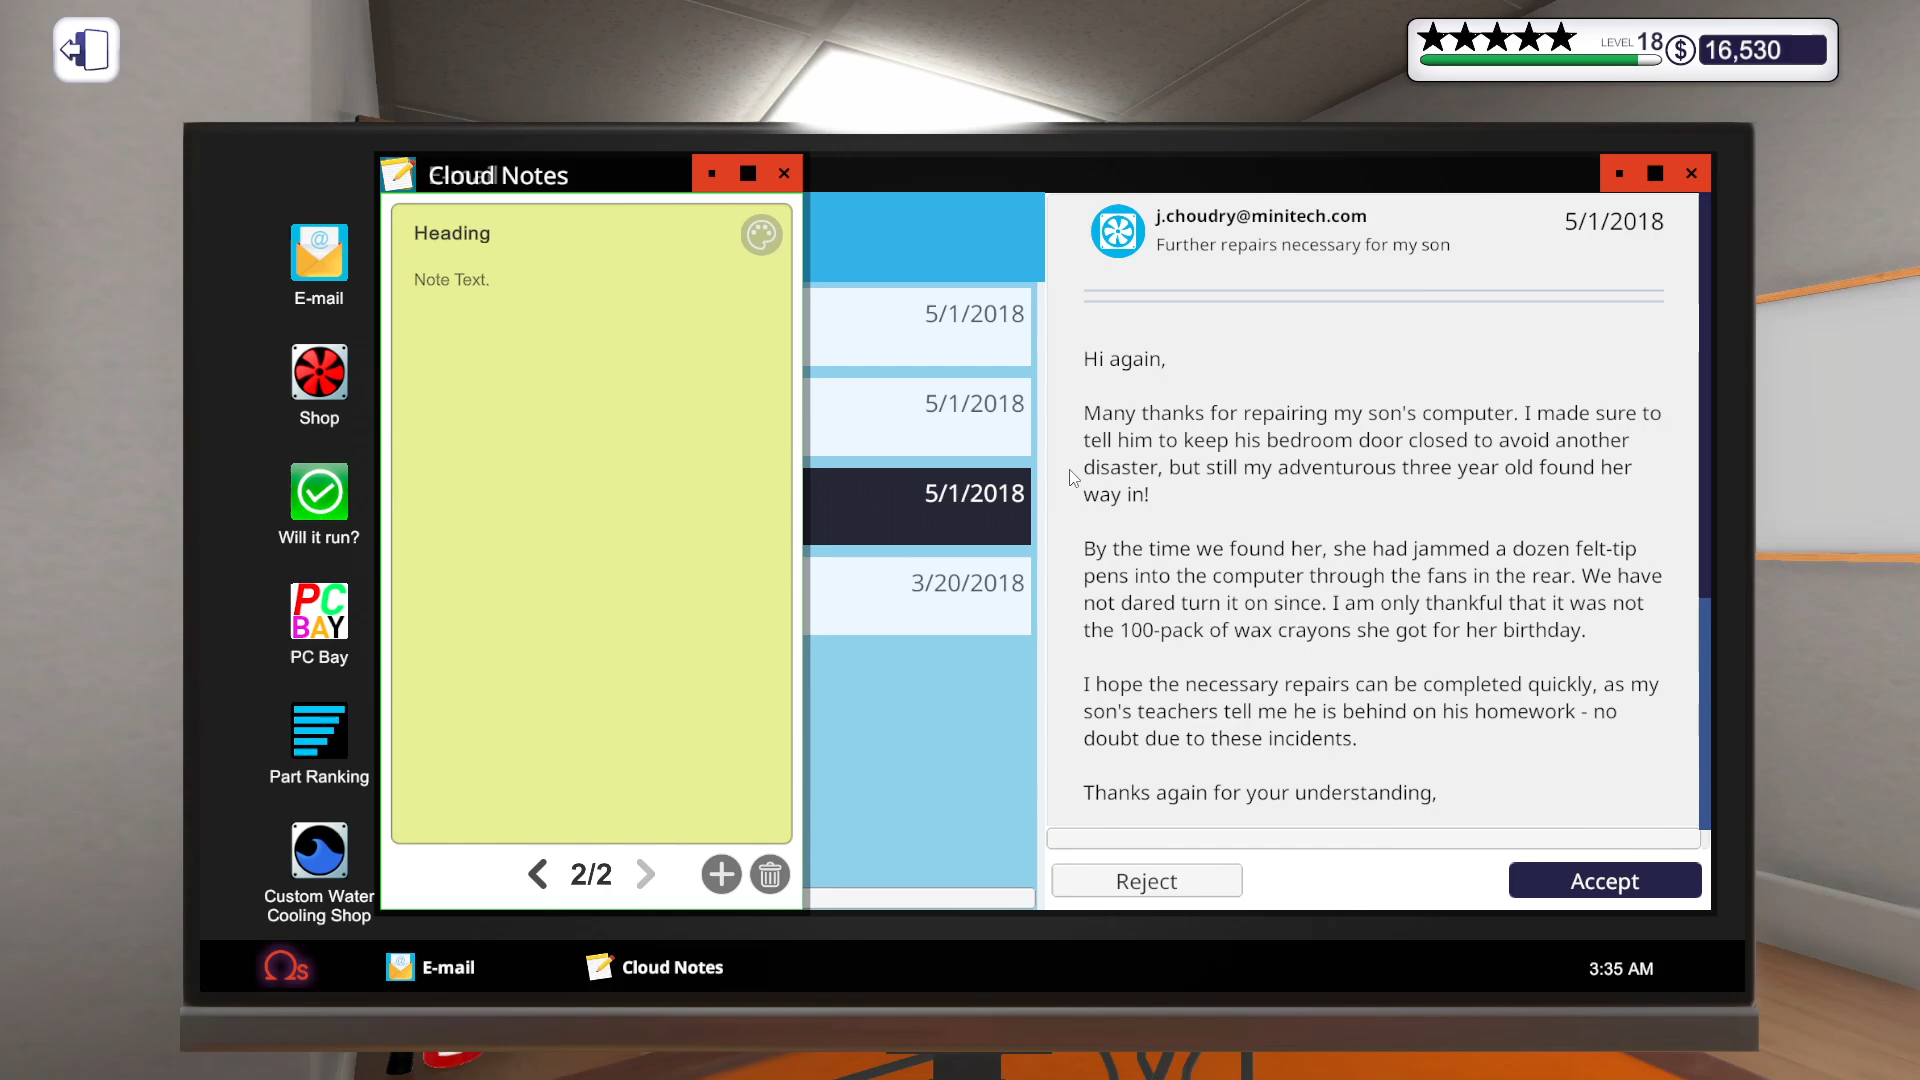 LEVEL 18
$ 16,530
Cloud Notes
Heading
Note Text.
2/2
E-mail
Shop
Will it run?
PC
BAY
PC Bay
Part Ranking
Custom Water
Cooling Shop
5/1/2018
5/1/2018
5/1/2018
3/20/2018
j.choudry@minitech.com
5/1/2018
Further repairs necessary for my son
Hi again,
Many thanks for repairing my son's computer. I made sure to
tell him to keep his bedroom door closed to avoid another
disaster, but still my adventurous three year old found her
way in!
By the time we found her, she had jammed a dozen felt-tip
pens into the computer through the fans in the rear. We have
not dared turn it on since. I am only thankful that it was not
the 100-pack of wax crayons she got for her birthday.
I hope the necessary repairs can be completed quickly, as my
son's teachers tell me he is behind on his homework - no
doubt due to these incidents.
Thanks again for your understanding,
Reject
Accept
Ωs
E-mail
Cloud Notes
3:35 AM